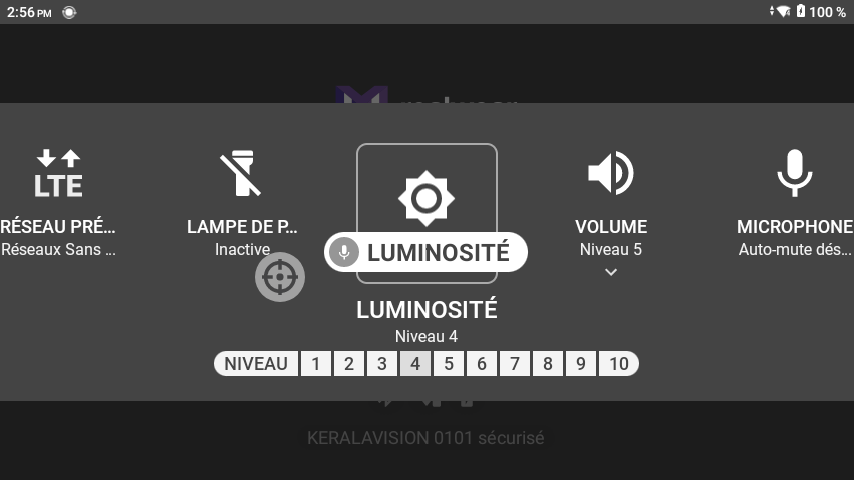 2:56 PM
100 %
LTE
RÉSEAU PRÉ...
Réseaux Sans ...
LAMPE DE P...
Inactive
LUMINOSITÉ
VOLUME
Niveau 5
MICROPHONE
Auto-mute dés...
LUMINOSITÉ
Niveau 4
NIVEAU 1 2 3 4 5 6 7 8 9 10
KERALAVISION 0101 sécurisé